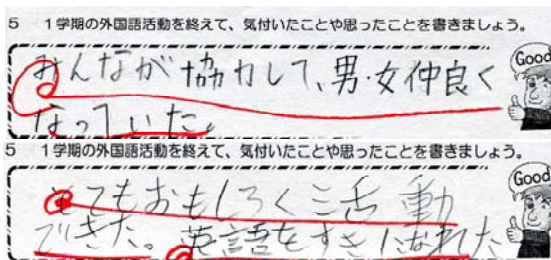 5 1学期の外国語活動を終えて、気付いたことや思ったことを書きましょう。
みんなが協力して、男・女仲良く
Good
なっていた。
5 1学期の外国語活動を終えて、気付いたことや思ったことを書きましょう。
とてもおもしろく活動
Good
できた。英語をすきになれた